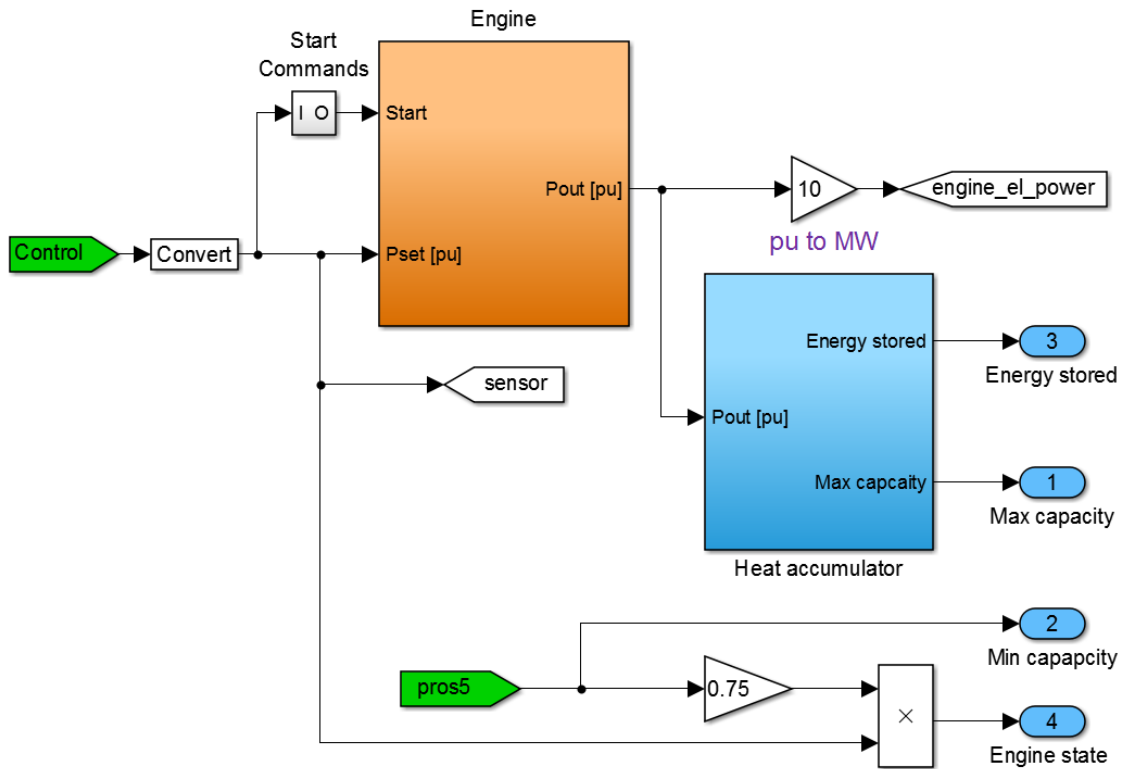 Engine
Start
Commands
I O
Start
Pout [pu]
10
engine_el_power
pu to MW
Control
Convert
Pset [pu]
Energy stored
3
Energy stored
sensor
Pout [pu]
Max capcaity
1
Max capacity
Heat accumulator
2
Min capapcity
pros5
0.75
×
4
Engine state